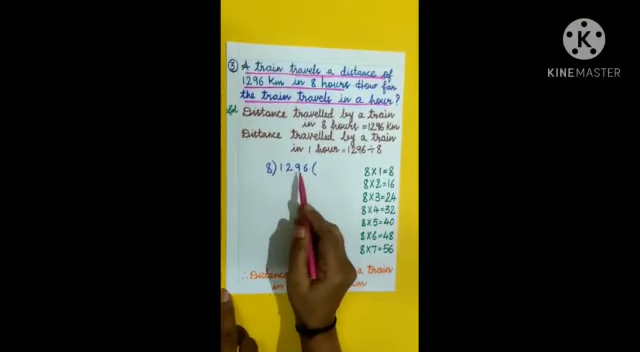 ③ A train travels a distance of
1296 Km in 8 hours How far
the train travels in a hour?
Sol Distance travelled by a train
in 8 hours = 1296 Km
Distance travelled by a train
in 1 hour = 1296 ÷ 8
8)1296(
8×1=8
8×2=16
8×3=24
8×4=32
8×5=40
8×6=48
8×7=56
∴ Distance a train
in
KINEMASTER